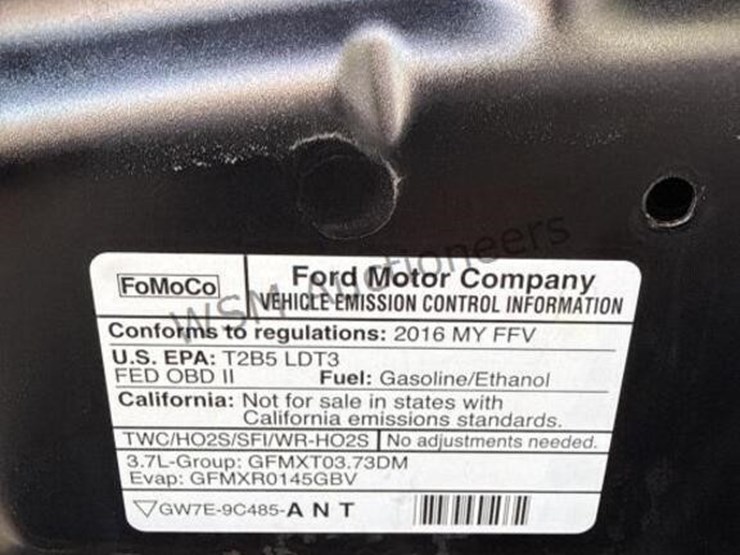 FoMoCo
Ford Motor Company
VEHICLE EMISSION CONTROL INFORMATION
Conforms to regulations: 2016 MY FFV
U.S. EPA: T2B5 LDT3
FED OBD II Fuel: Gasoline/Ethanol
California: Not for sale in states with
California emissions standards.
TWC/HO2S/SFI/WR-HO2S No adjustments needed.
3.7L-Group: GFMXT03.73DM
Evap: GFMXR0145GBV
▽GW7E-9C485-A N T
WSM Auctioneers